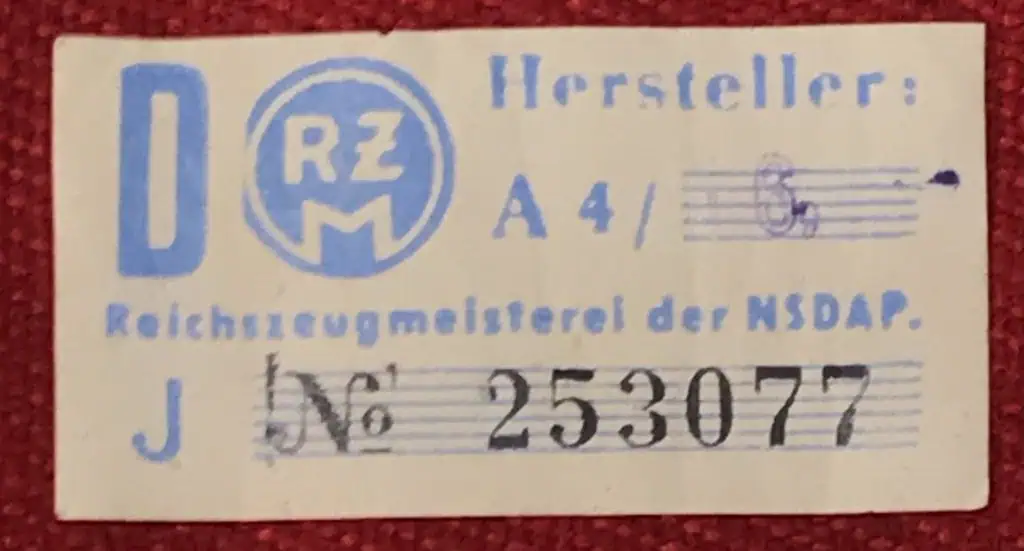 D RZM Hersteller:
A 4 / 3.
Reichszeugmeisterei der NSDAP.
J № 253077